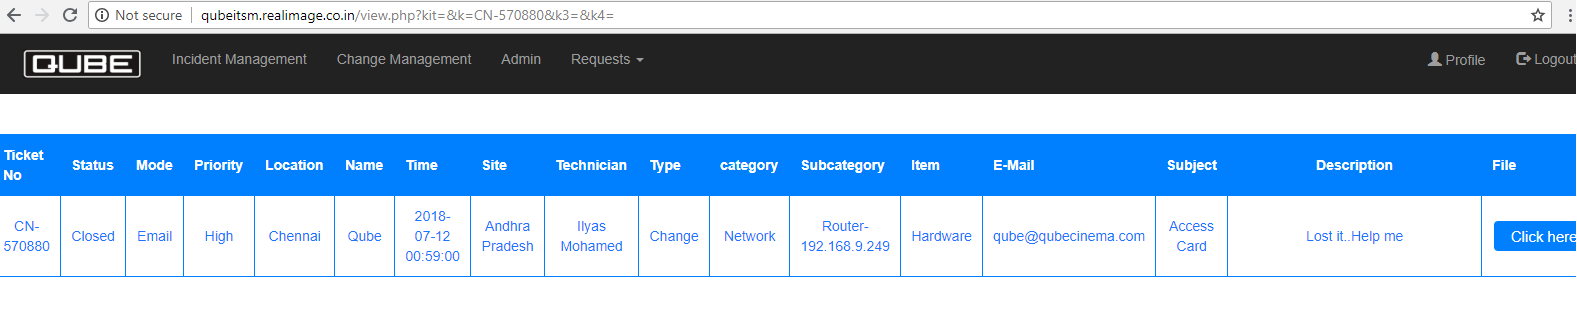 Not secure qubeitsm.realimage.co.in/view.php?kit=&k=CN-570880&k3=&k4=
QUBE Incident Management Change Management Admin Requests Profile Logout
Ticket No Status Mode Priority Location Name Time Site Technician Type category Subcategory Item E-Mail Subject Description File
CN-570880 Closed Email High Chennai Qube 2018-07-12 00:59:00 Andhra Pradesh Ilyas Mohamed Change Network Router-192.168.9.249 Hardware qube@qubecinema.com Access Card Lost it..Help me Click here